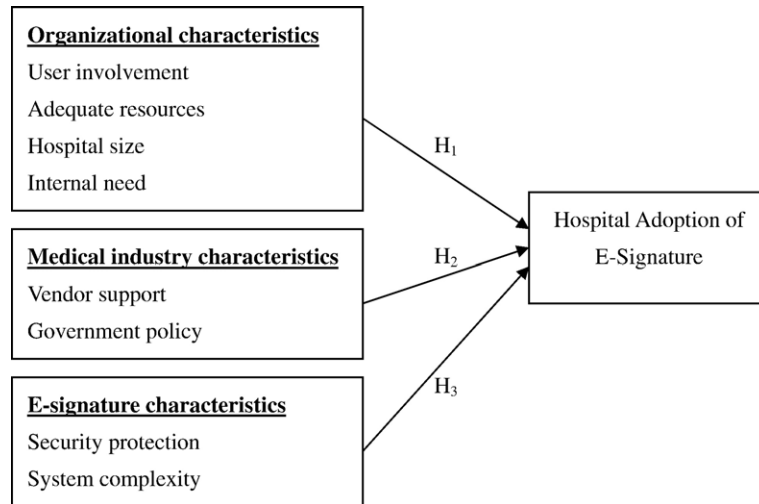 Organizational characteristics
User involvement
Adequate resources
Hospital size
Internal need
H₁
Medical industry characteristics
Vendor support
Government policy
H₂
E-signature characteristics
Security protection
System complexity
H₃
Hospital Adoption of
E-Signature